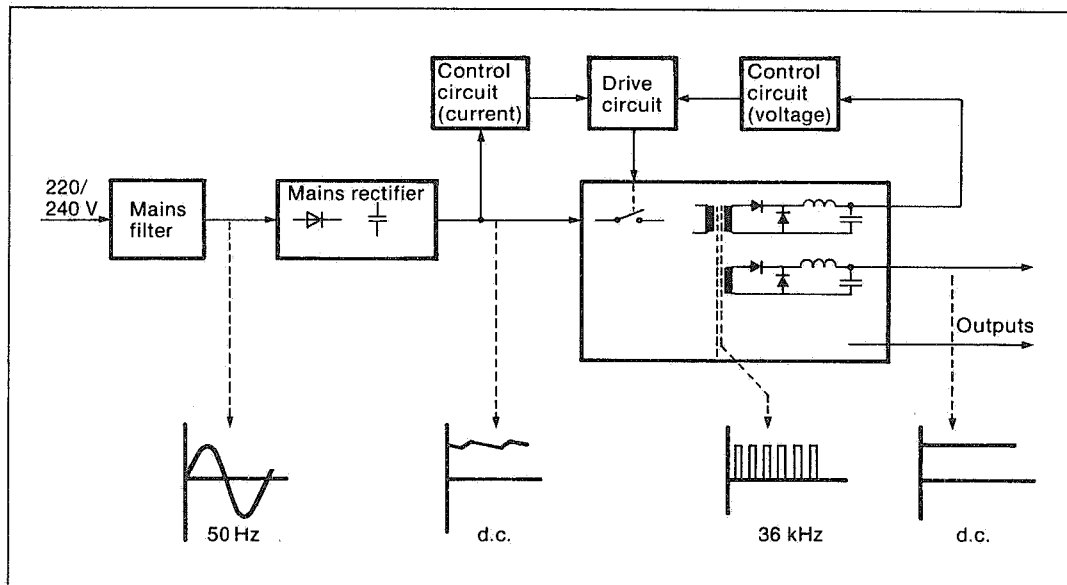 Control
circuit
(current)
Drive
circuit
Control
circuit
(voltage)
220/
240 V
Mains
filter
Mains rectifier
Outputs
50 Hz
d.c.
36 kHz
d.c.